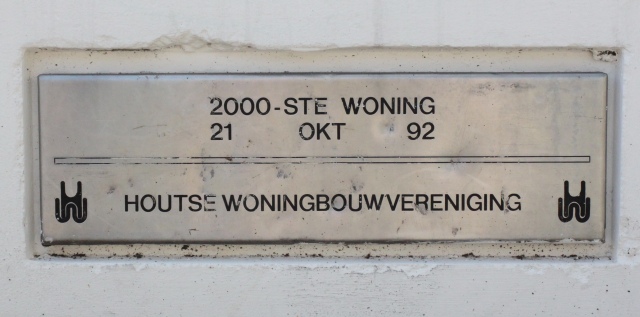 2000-STE WONING
21 OKT 92
HOUTSE WONINGBOUWVERENIGING